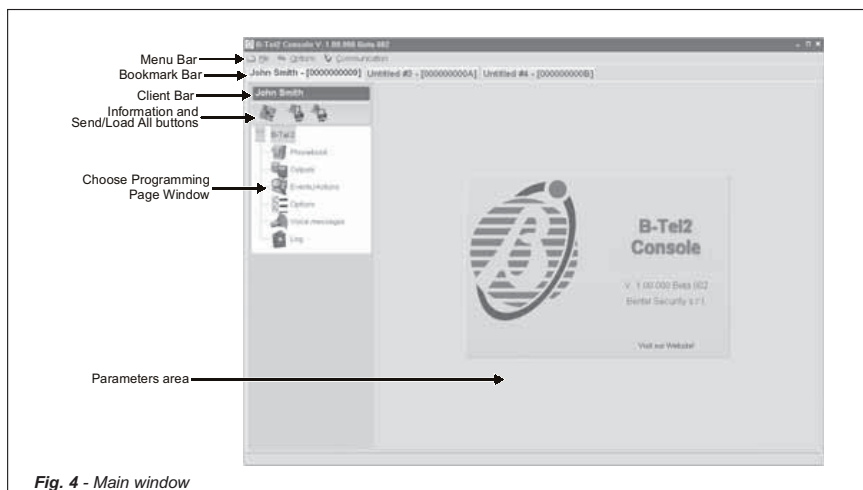 B-Tel2 Console V. 1.00.000 Beta 002
Menu Bar
File Options Communication
Bookmark Bar
John Smith - [0000000009] Untitled #3 - [000000000A] Untitled #4 - [000000000B]
Client Bar
John Smith
Information and
Send/Load All buttons
B-Tel2
Phonebook
Outputs
Choose Programming
Page Window
Events/Actions
Options
Voice messages
Log
B-Tel2
Console
V. 1.00.000 Beta 002
Bentel Security s.r.l.
Visit our Website!
Parameters area
Fig. 4 - Main window